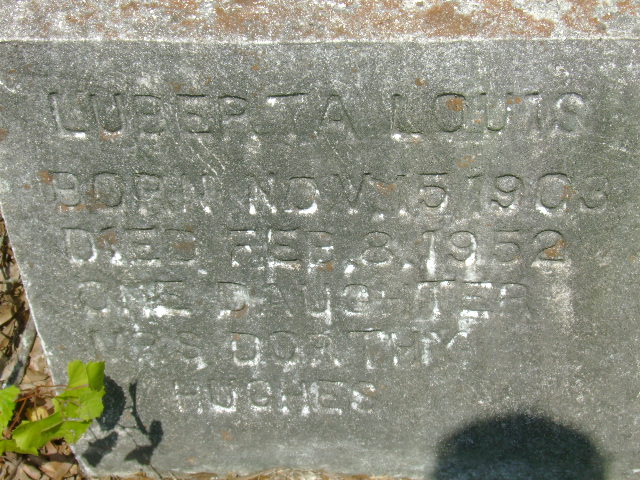 LUBERTA LOUIS
BORN NOV. 15 1903
DIED FEB. 8. 1952
ONE DAUGHTER
MRS DORTHY
HUGHES